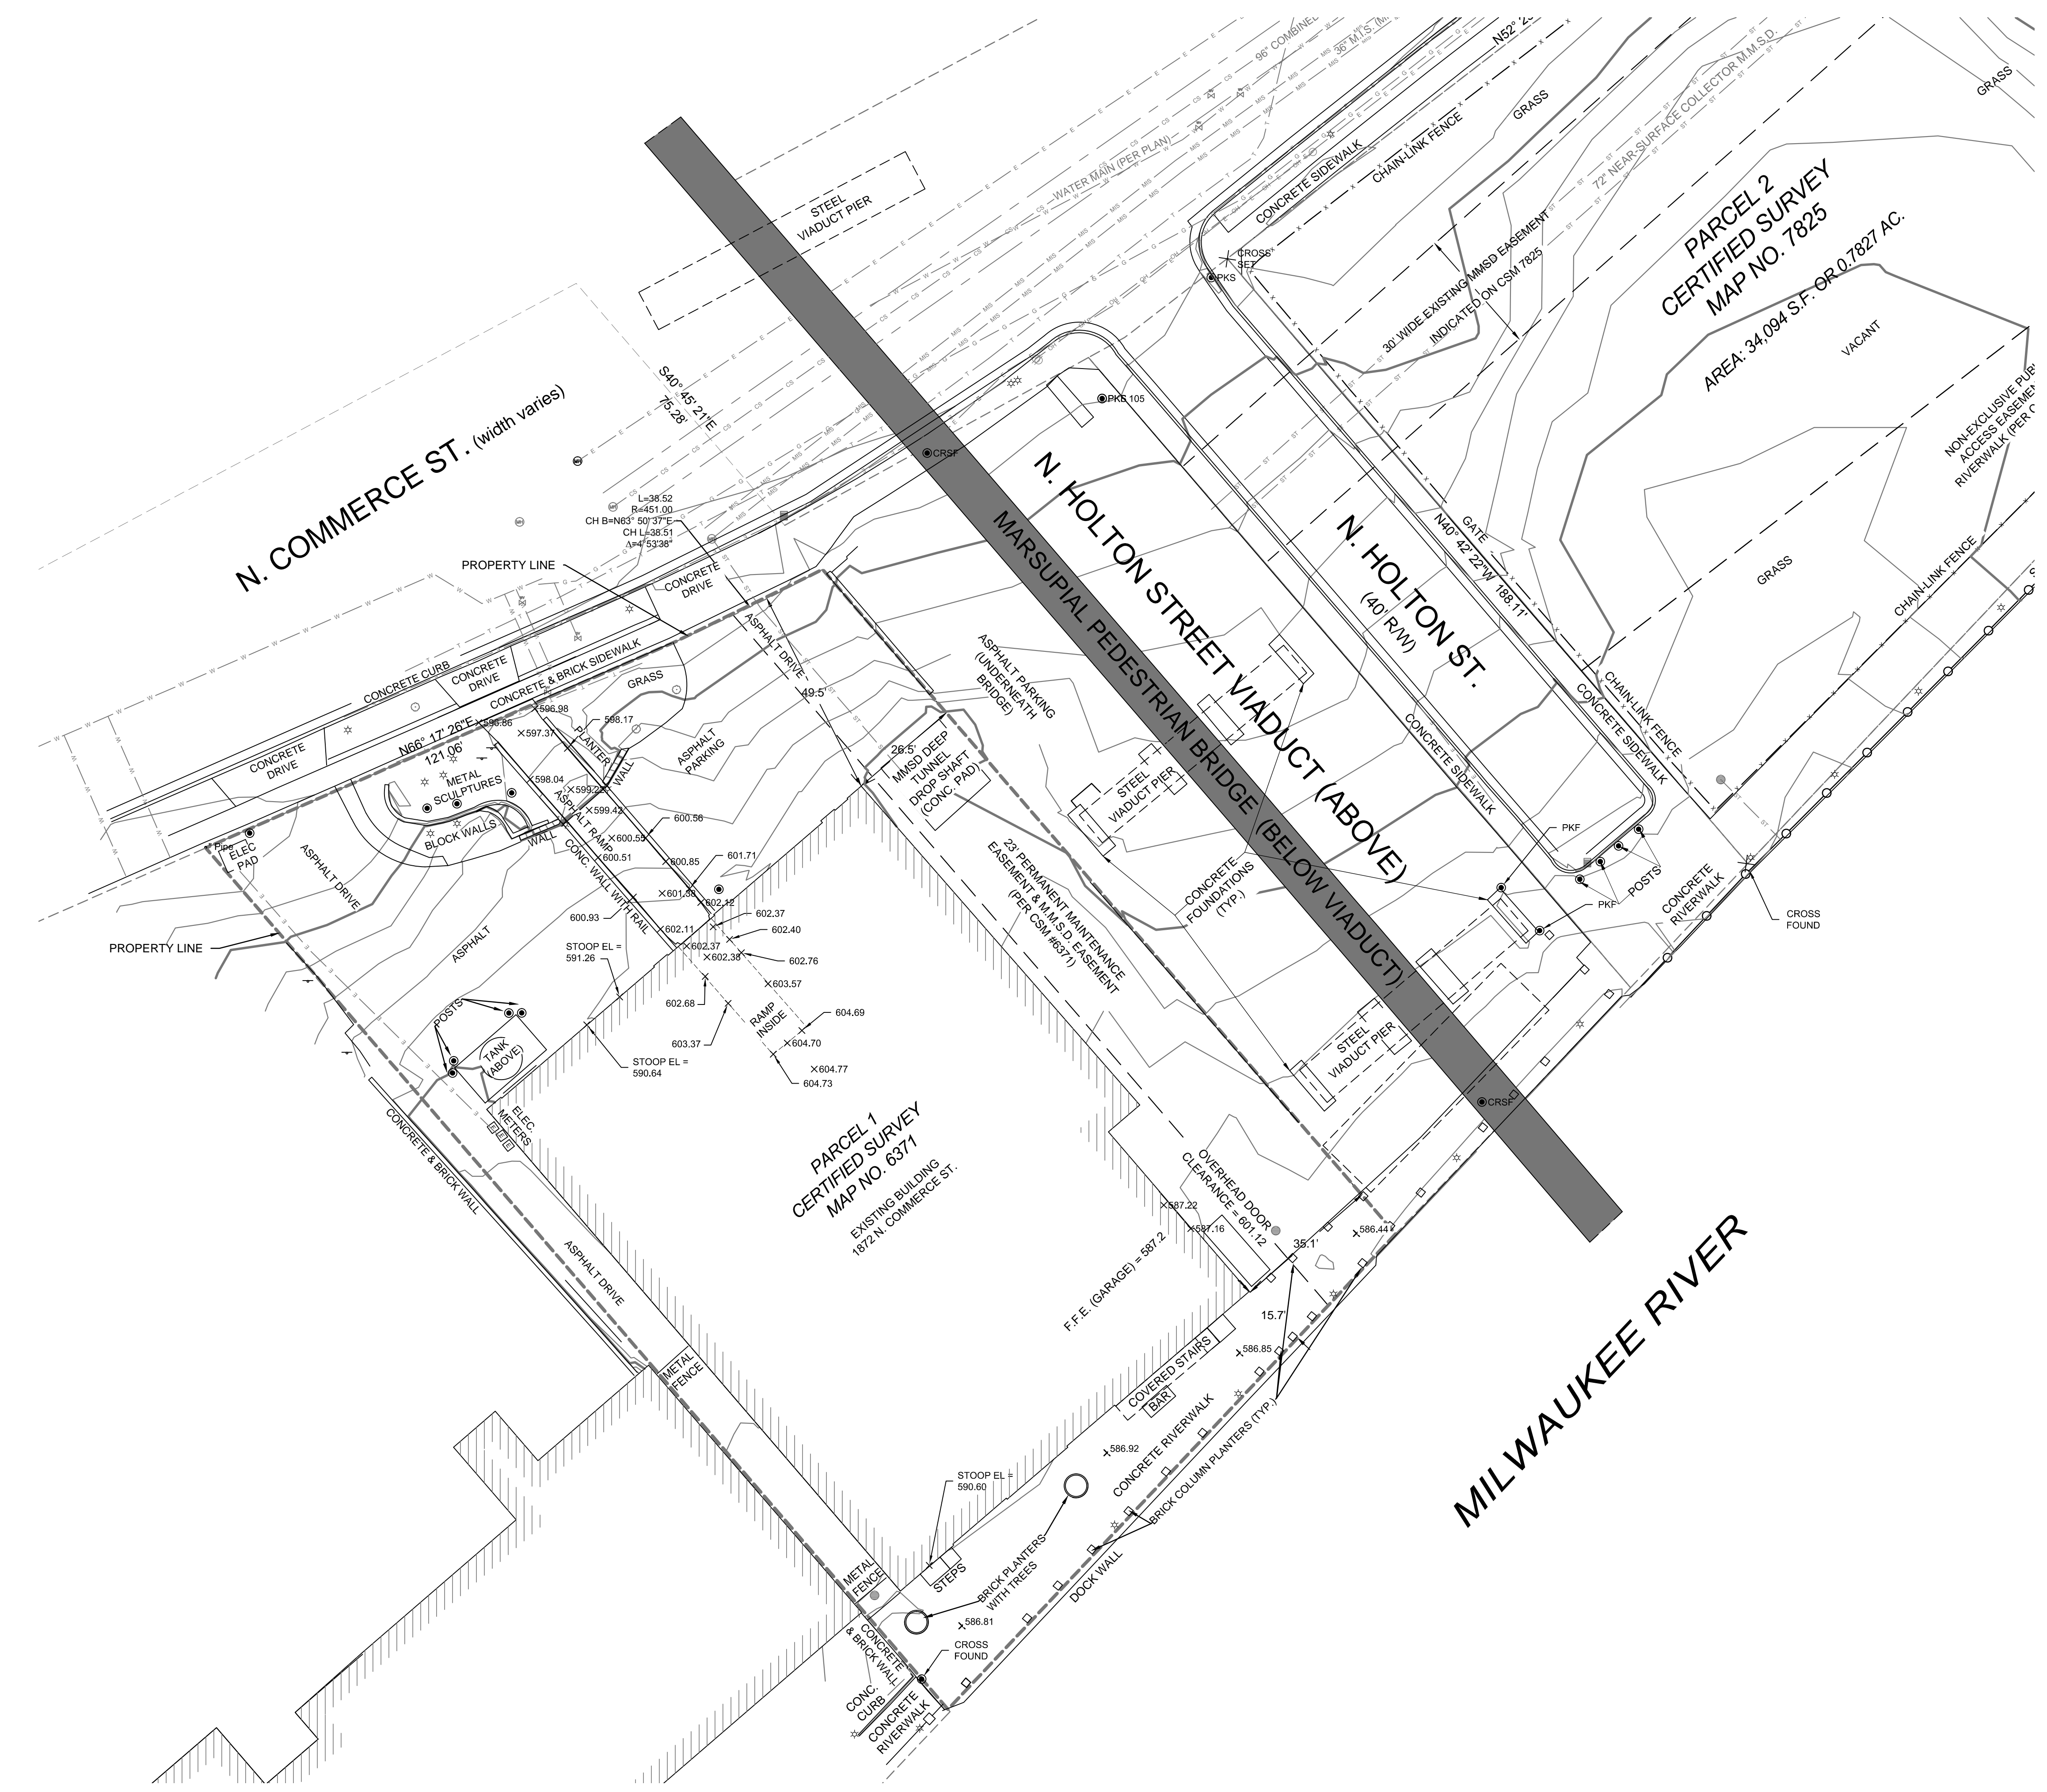 96" COMBINED
36" M.I.S.
N52°
GRASS
GRASS
72" NEAR-SURFACE COLLECTOR M.M.S.D.
WATER MAIN (PER PLAN)
CONCRETE SIDEWALK
CHAIN-LINK FENCE
STEEL
VIADUCT PIER
CROSS
SET
PKS
30' WIDE EXISTING MMSD EASEMENT
INDICATED ON CSM 7825
PARCEL 2
CERTIFIED SURVEY
MAP NO. 7825
AREA: 34,094 S.F. OR 0.7827 AC.
VACANT
NON-EXCLUSIVE
ACCESS
RIVERWALK (PER
N. COMMERCE ST. (width varies)
S40° 45' 21"E
75.28'
PKF 105
CRSF
L=38.52
R=451.00
CH B=N63° 50' 37"E
CH L=38.51
Δ=4°53'38"
PROPERTY LINE
N. HOLTON STREET VIADUCT (ABOVE)
N. HOLTON ST.
(40' R/W)
MARSUPIAL PEDESTRIAN BRIDGE (BELOW VIADUCT)
GATE
N40° 42' 22"W 188.11'
GRASS
CHAIN-LINK FENCE
CHAIN-LINK FENCE
CONCRETE SIDEWALK
CONCRETE SIDEWALK
CONCRETE
DRIVE
ASPHALT DRIVE
CONCRETE CURB
CONCRETE
DRIVE
CONCRETE & BRICK SIDEWALK
GRASS
ASPHALT PARKING
(UNDERNEATH
BRIDGE)
49.5'
26.5'
MMSD DEEP
TUNNEL
DROP SHAFT
(CONC. PAD)
ASPHALT
PARKING
PLANTER
WALL
598.17
596.98
596.86
597.37
N66° 17' 26"E
121.06'
CONCRETE
DRIVE
METAL
SCULPTURES
BLOCK WALLS
WALL
598.04
599.42
600.55
600.51
600.56
600.85
601.71
602.12
602.37
602.40
602.76
600.93
602.11
602.37
602.38
603.57
602.68
603.37
604.69
604.70
604.77
604.73
ASPHALT RAMP
CONC. WALL WITH RAIL
RAMP
INSIDE
Pipe
ELEC
PAD
ASPHALT DRIVE
ASPHALT
PROPERTY LINE
STOOP EL =
591.26
STOOP EL =
590.64
POSTS
TANK
(ABOVE)
ELEC.
METERS
E
E
E
CONCRETE & BRICK WALL
ASPHALT DRIVE
23' PERMANENT MAINTENANCE
EASEMENT & M.M.S.D. EASEMENT
(PER CSM #6371)
STEEL
VIADUCT PIER
CONCRETE
FOUNDATIONS
(TYP.)
PKF
PKF
POSTS
CONCRETE
RIVERWALK
CROSS
FOUND
STEEL
VIADUCT PIER
CRSF
PARCEL 1
CERTIFIED SURVEY
MAP NO. 6371
EXISTING BUILDING
1872 N. COMMERCE ST.
OVERHEAD DOOR
CLEARANCE = 601.12
587.22
587.16
586.44
35.1'
F.F.E. (GARAGE) = 587.2
15.7'
586.85
COVERED STAIRS
BAR
586.92
CONCRETE RIVERWALK
BRICK COLUMN PLANTERS (TYP.)
DOCK WALL
MILWAUKEE RIVER
METAL
FENCE
STOOP EL =
590.60
STEPS
METAL
FENCE
BRICK PLANTERS
WITH TREES
586.81
CROSS
FOUND
CONCRETE
& BRICK WALL
CONC.
CURB
CONCRETE
RIVERWALK